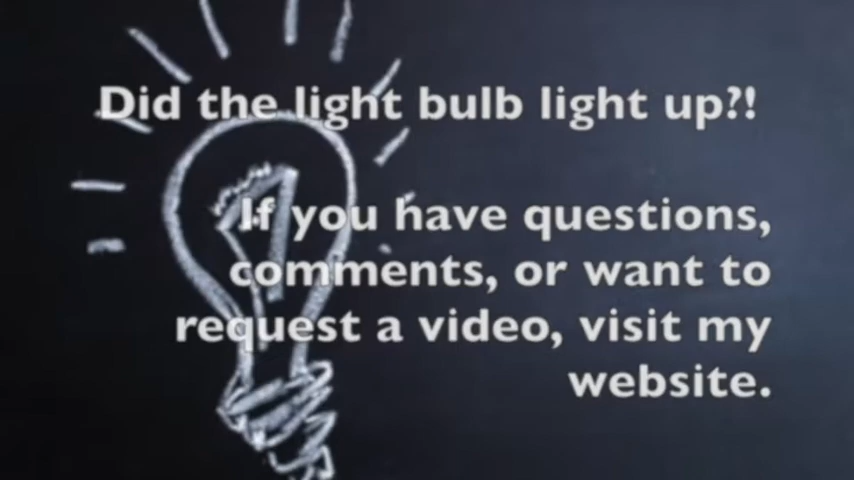 Did the light bulb light up?!
If you have questions,
comments, or want to
request a video, visit my
website.